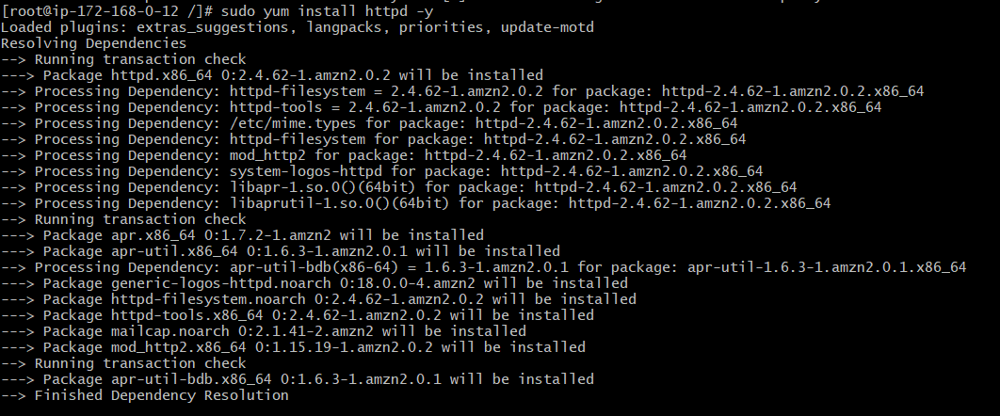 [root@ip-172-168-0-12 /]# sudo yum install httpd -y
Loaded plugins: extras_suggestions, langpacks, priorities, update-motd
Resolving Dependencies
--> Running transaction check
---> Package httpd.x86_64 0:2.4.62-1.amzn2.0.2 will be installed
--> Processing Dependency: httpd-filesystem = 2.4.62-1.amzn2.0.2 for package: httpd-2.4.62-1.amzn2.0.2.x86_64
--> Processing Dependency: httpd-tools = 2.4.62-1.amzn2.0.2 for package: httpd-2.4.62-1.amzn2.0.2.x86_64
--> Processing Dependency: /etc/mime.types for package: httpd-2.4.62-1.amzn2.0.2.x86_64
--> Processing Dependency: httpd-filesystem for package: httpd-2.4.62-1.amzn2.0.2.x86_64
--> Processing Dependency: mod_http2 for package: httpd-2.4.62-1.amzn2.0.2.x86_64
--> Processing Dependency: system-logos-httpd for package: httpd-2.4.62-1.amzn2.0.2.x86_64
--> Processing Dependency: libapr-1.so.0()(64bit) for package: httpd-2.4.62-1.amzn2.0.2.x86_64
--> Processing Dependency: libaprutil-1.so.0()(64bit) for package: httpd-2.4.62-1.amzn2.0.2.x86_64
--> Running transaction check
---> Package apr.x86_64 0:1.7.2-1.amzn2 will be installed
---> Package apr-util.x86_64 0:1.6.3-1.amzn2.0.1 will be installed
--> Processing Dependency: apr-util-bdb(x86-64) = 1.6.3-1.amzn2.0.1 for package: apr-util-1.6.3-1.amzn2.0.1.x86_64
---> Package generic-logos-httpd.noarch 0:18.0.0-4.amzn2 will be installed
---> Package httpd-filesystem.noarch 0:2.4.62-1.amzn2.0.2 will be installed
---> Package httpd-tools.x86_64 0:2.4.62-1.amzn2.0.2 will be installed
---> Package mailcap.noarch 0:2.1.41-2.amzn2 will be installed
---> Package mod_http2.x86_64 0:1.15.19-1.amzn2.0.2 will be installed
--> Running transaction check
---> Package apr-util-bdb.x86_64 0:1.6.3-1.amzn2.0.1 will be installed
--> Finished Dependency Resolution